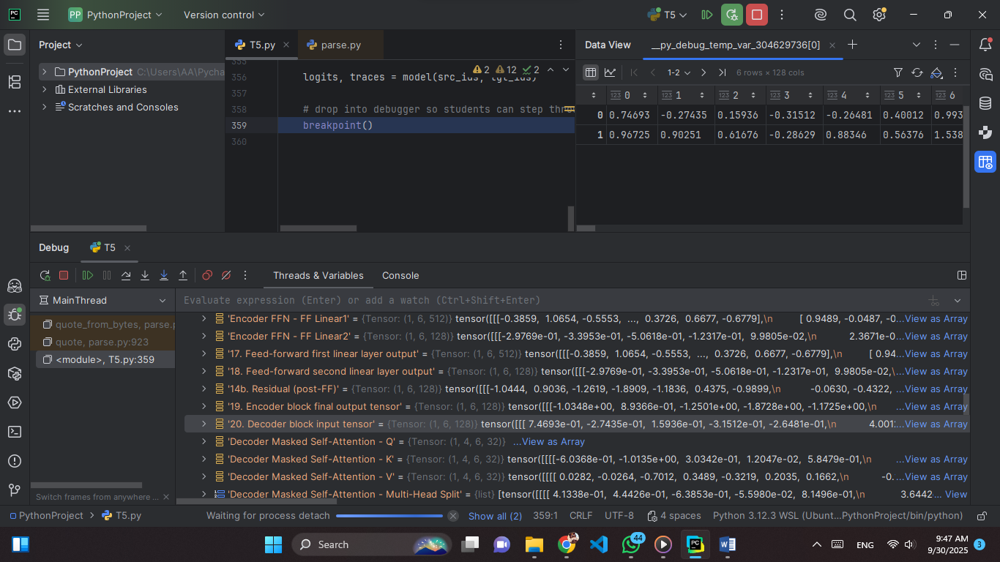 PP PythonProject Version control T5
Project
T5.py parse.py
Data View __py_debug_temp_var_304629736[0]
PythonProject C:\Users\AA\Pycha
External Libraries
Scratches and Consoles
355
356 logits, traces = model(src_ids, tgt_ids)
2 12 2
357
358 # drop into debugger so students can step thro
359 breakpoint()
360
1-2 6 rows × 128 cols
123 0 123 1 123 2 123 3 123 4 123 5 123 6
0 0.74693 -0.27435 0.15936 -0.31512 -0.26481 0.40012 0.993
1 0.96725 0.90251 0.61676 -0.28629 0.88346 0.56376 1.538
Debug T5
Threads & Variables Console
MainThread
Evaluate expression (Enter) or add a watch (Ctrl+Shift+Enter)
quote_from_bytes, parse.p
quote, parse.py:923
<module>, T5.py:359
'Encoder FFN - FF Linear1' = {Tensor: (1, 6, 512)} tensor([[[-0.3859, 1.0654, -0.5553, ..., 0.3726, 0.6677, -0.6779],\n [ 0.9489, -0.0487, -0...View as Array
'Encoder FFN - FF Linear2' = {Tensor: (1, 6, 128)} tensor([[[-2.9769e-01, -3.3953e-01, -5.0618e-01, -1.2317e-01, 9.9805e-02,\n 2.3671e-0...View as Array
'17. Feed-forward first linear layer output' = {Tensor: (1, 6, 512)} tensor([[[-0.3859, 1.0654, -0.5553, ..., 0.3726, 0.6677, -0.6779],\n [ 0.94...View as Array
'18. Feed-forward second linear layer output' = {Tensor: (1, 6, 128)} tensor([[[-2.9769e-01, -3.3953e-01, -5.0618e-01, -1.2317e-01, 9.9805e-02,\n...View as Array
'14b. Residual (post-FF)' = {Tensor: (1, 6, 128)} tensor([[[-1.0444, 0.9036, -1.2619, -1.8909, -1.1836, 0.4375, -0.9899,\n -0.0630, -0.4322, ...View as Array
'19. Encoder block final output tensor' = {Tensor: (1, 6, 128)} tensor([[[-1.0348e+00, 8.9366e-01, -1.2501e+00, -1.8728e+00, -1.1725e+00,\n ...View as Array
'20. Decoder block input tensor' = {Tensor: (1, 6, 128)} tensor([[[ 7.4693e-01, -2.7435e-01, 1.5936e-01, -3.1512e-01, -2.6481e-01,\n 4.001...View as Array
'Decoder Masked Self-Attention - Q' = {Tensor: (1, 4, 6, 32)} ...View as Array
'Decoder Masked Self-Attention - K' = {Tensor: (1, 4, 6, 32)} tensor([[[[-6.0368e-01, -1.0135e+00, 3.0342e-01, 1.2047e-02, 5.8479e-01,\n ...View as Array
'Decoder Masked Self-Attention - V' = {Tensor: (1, 4, 6, 32)} tensor([[[[ 0.0282, -0.0264, -0.7012, 0.3489, -0.3219, 0.2035, 0.1662,\n -0...View as Array
'Decoder Masked Self-Attention - Multi-Head Split' = {list} [tensor([[[[ 4.1338e-01, 4.4426e-01, -6.3853e-01, -5.5980e-02, 8.1496e-01,\n 3.6442... View
Switch frames from anywhere ...
PythonProject T5.py Waiting for process detach Show all (2) 359:1 CRLF UTF-8 4 spaces Python 3.12.3 WSL (Ubunt...PythonProject/bin/python)
Search 44 ENG 9:47 AM
9/30/2025 3